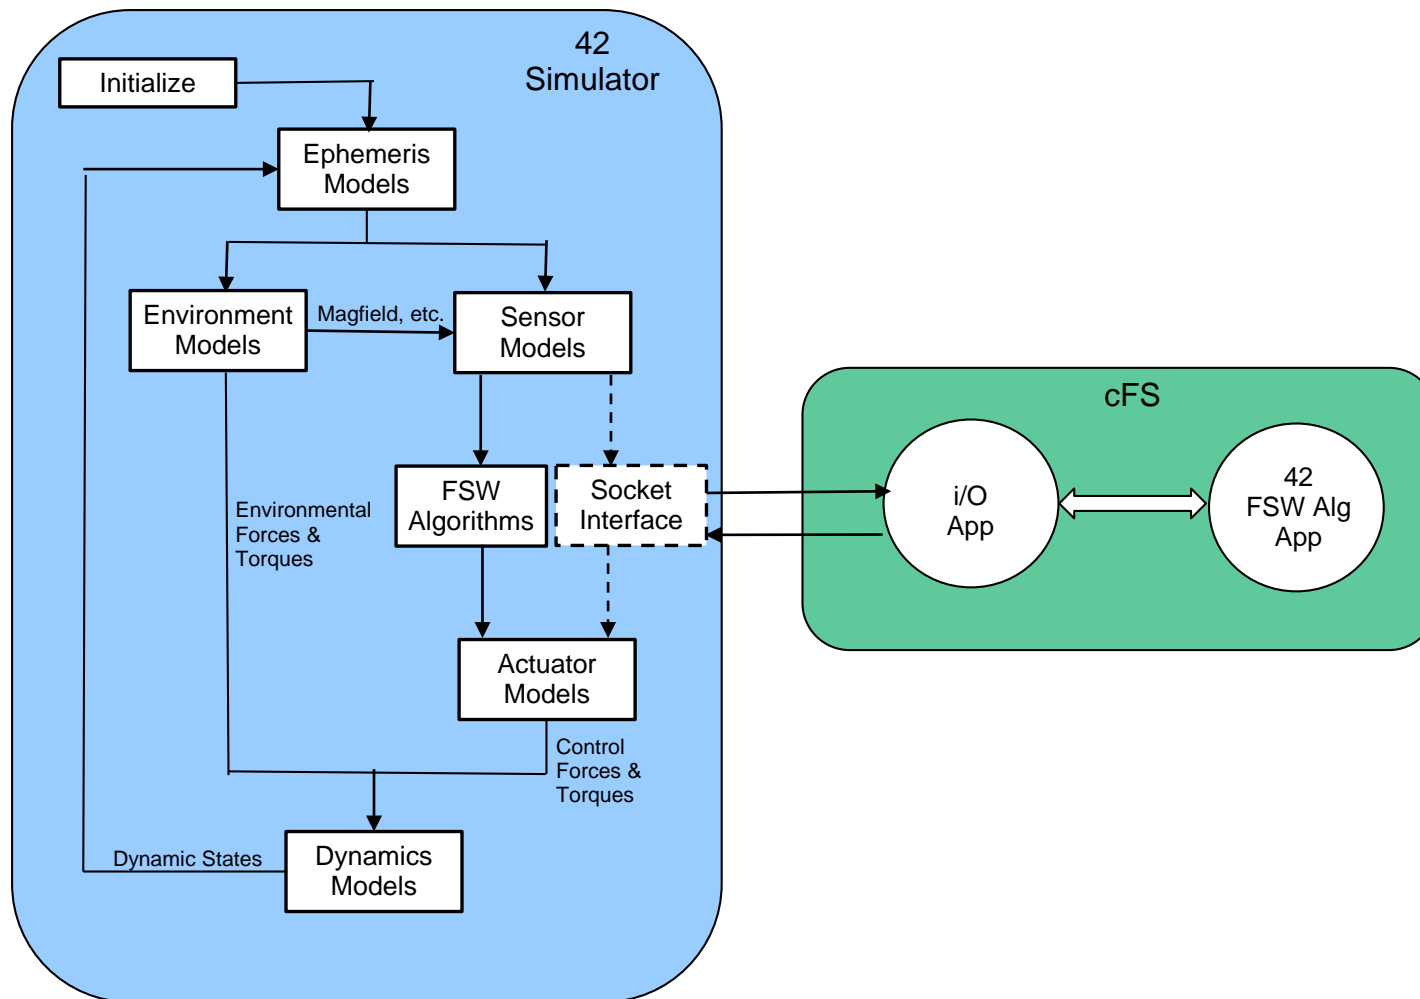 42
Simulator
Initialize
Ephemeris
Models
Environment
Models
Magfield, etc.
Sensor
Models
cFS
FSW
Algorithms
Socket
Interface
i/O
App
42
FSW Alg
App
Environmental
Forces &
Torques
Actuator
Models
Control
Forces &
Torques
Dynamic States
Dynamics
Models